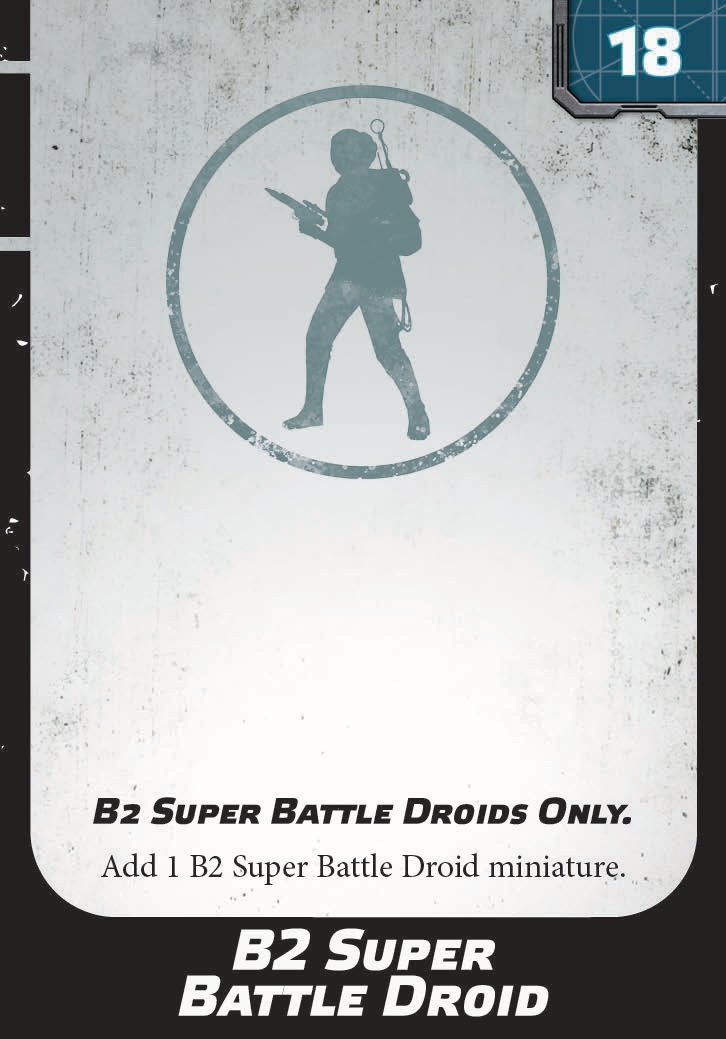 18
B2 Super Battle Droids Only.
Add 1 B2 Super Battle Droid miniature.
B2 Super
Battle Droid